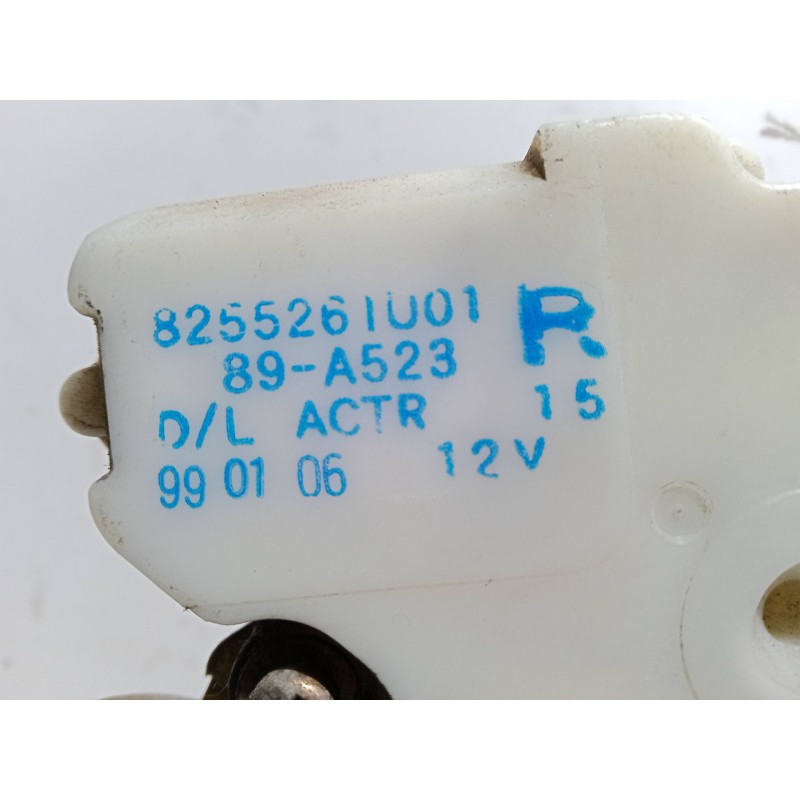 8255261U01 R
89-A523
D/L ACTR 15
99 01 06 12V